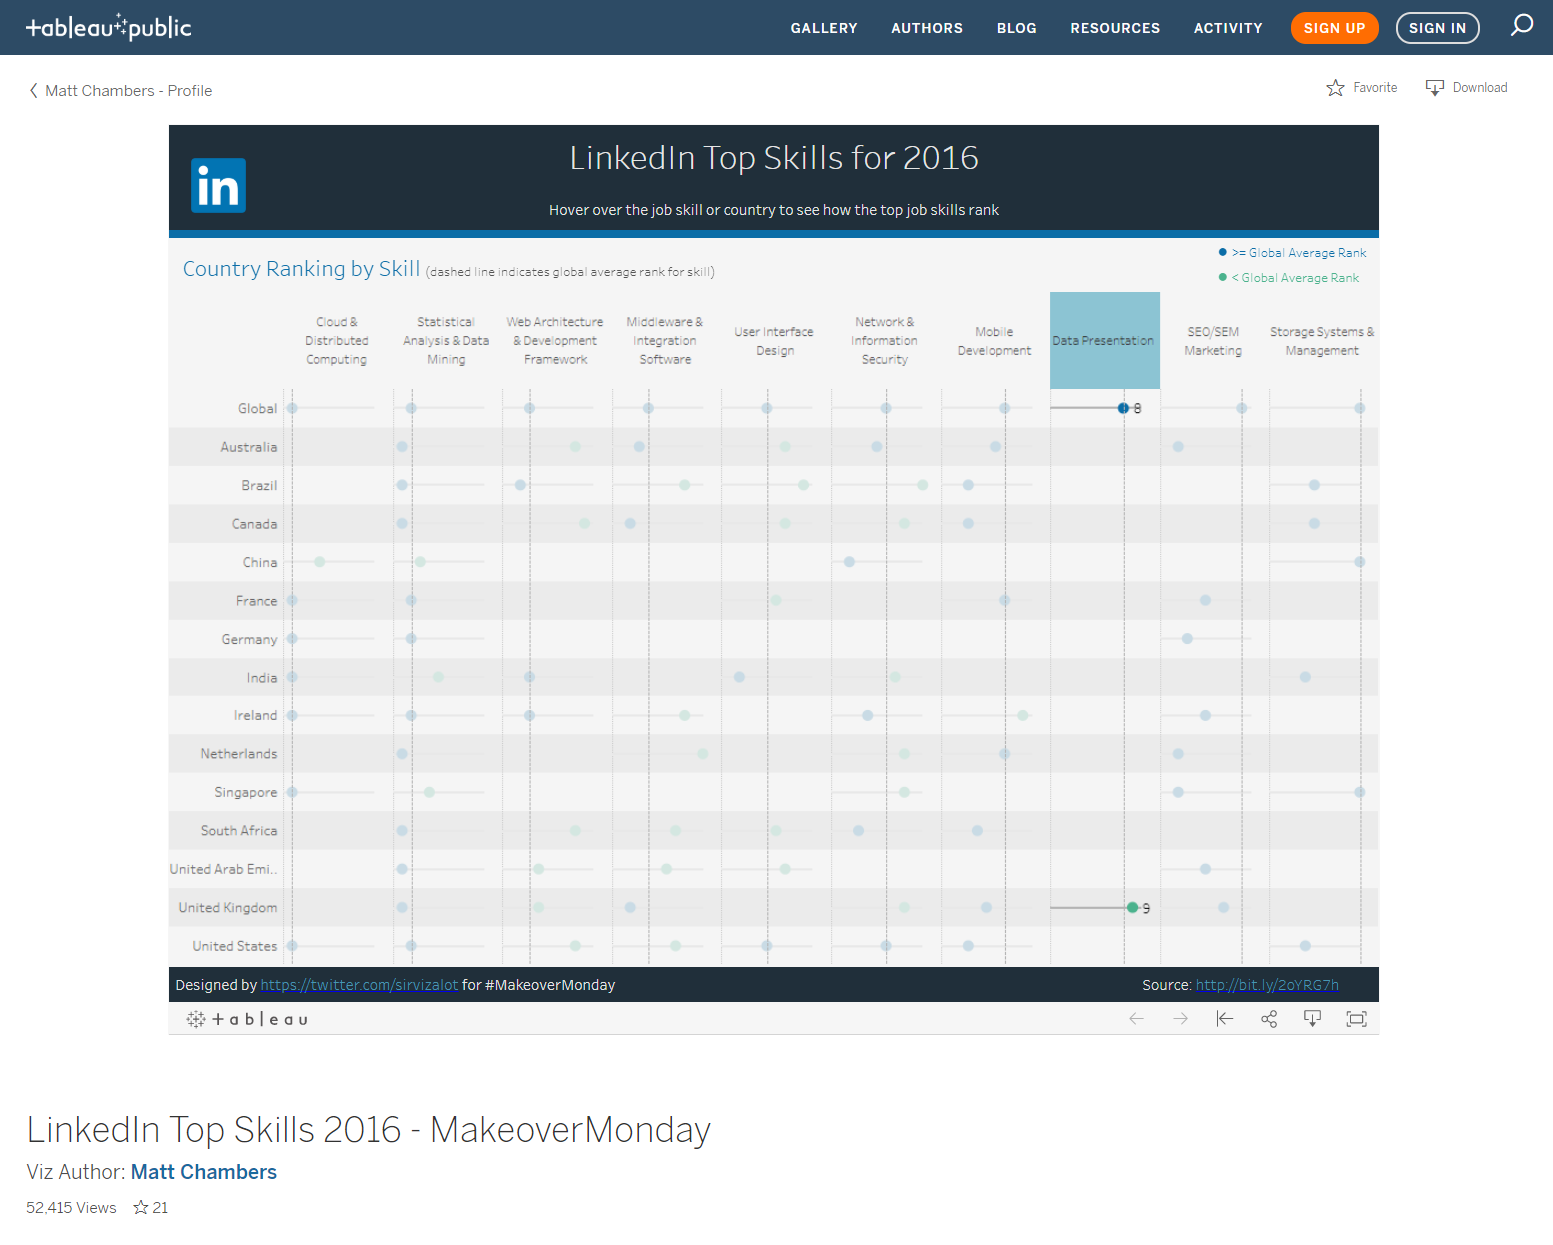 +ableau+public
GALLERY AUTHORS BLOG RESOURCES ACTIVITY SIGN UP SIGN IN
Matt Chambers - Profile
Favorite Download
in
LinkedIn Top Skills for 2016
Hover over the job skill or country to see how the top job skills rank
>= Global Average Rank
Country Ranking by Skill (dashed line indicates global average rank for skill)
< Global Average Rank
Cloud &
Distributed
Computing
Statistical
Analysis & Data
Mining
Web Architecture
& Development
Framework
Middleware &
Integration
Software
User Interface
Design
Network &
Information
Security
Mobile
Development
Data Presentation
SEO/SEM
Marketing
Storage Systems &
Management
Global 8
Australia
Brazil
Canada
China
France
Germany
India
Ireland
Netherlands
Singapore
South Africa
United Arab Emi..
United Kingdom 9
United States
Designed by https://twitter.com/sirvizalot for #MakeoverMonday
Source: http://bit.ly/2oYRG7h
+ableau
LinkedIn Top Skills 2016 - MakeoverMonday
Viz Author: Matt Chambers
52,415 Views 21